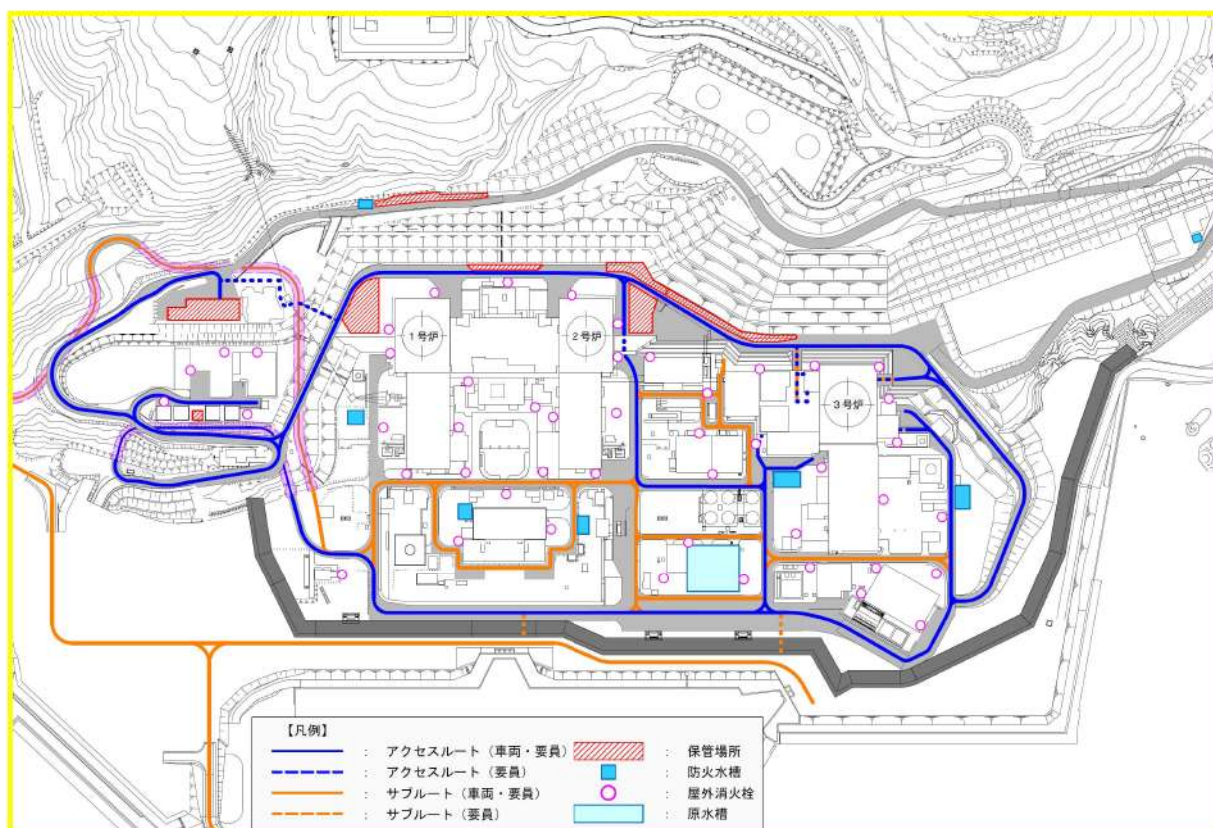 1号炉
2号炉
3号炉
【凡例】
： アクセスルート（車両・要員） ： 保管場所
： アクセスルート（要員） ： 防火水槽
： サブルート（車両・要員） ： 屋外消火栓
： サブルート（要員） ： 原水槽